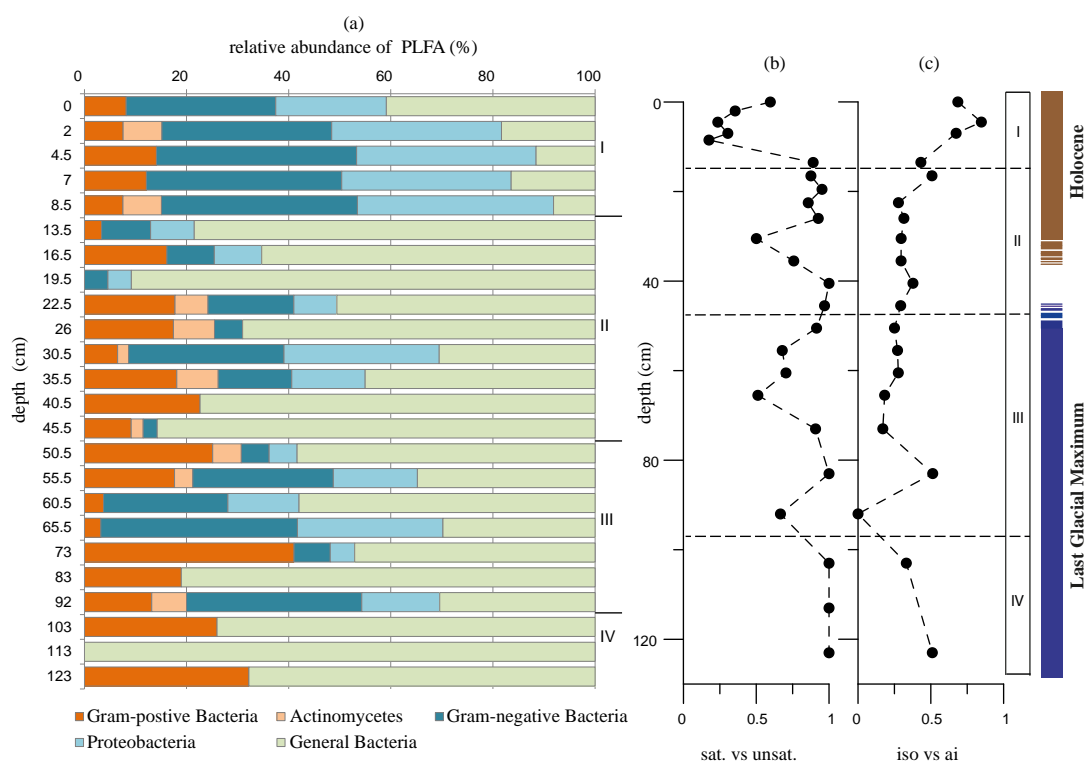 (a)
relative abundance of PLFA (%)
0 20 40 60 80 100
depth (cm)
0
2
4.5
7
8.5
13.5
16.5
19.5
22.5
26
30.5
35.5
40.5
45.5
50.5
55.5
60.5
65.5
73
83
92
103
113
123
I
II
III
IV
Gram-postive Bacteria
Actinomycetes
Gram-negative Bacteria
Proteobacteria
General Bacteria
(b)
(c)
depth (cm)
0
40
80
120
0 0.5 1
sat. vs unsat.
0 0.5 1
iso vs ai
I
II
III
IV
Holocene
Last Glacial Maximum